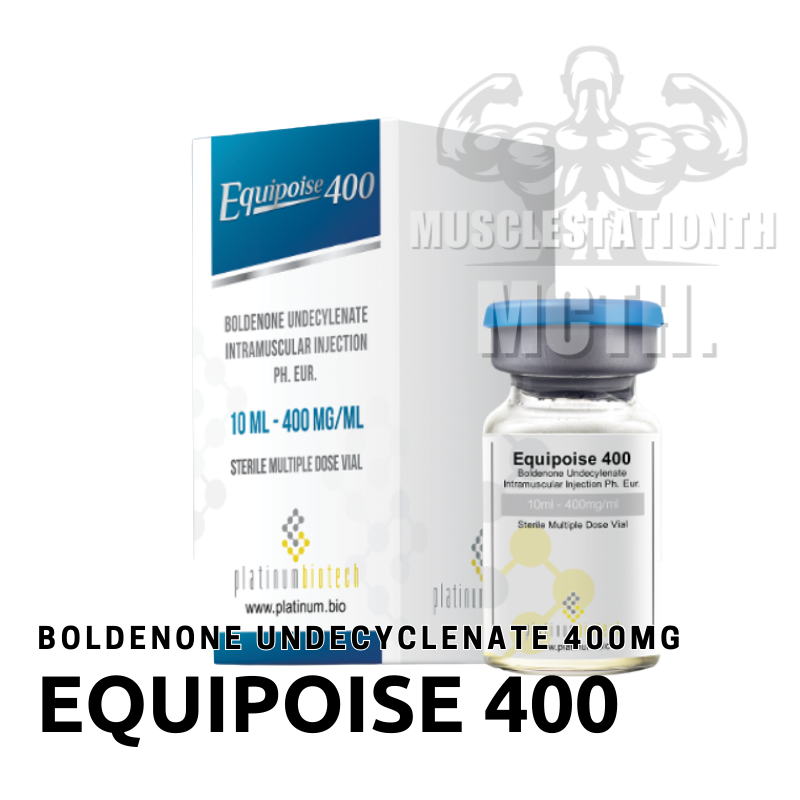 Equipoise 400
BOLDENONE UNDECYLENATE
INTRAMUSCULAR INJECTION
PH. EUR.
10 ML - 400 MG/ML
STERILE MULTIPLE DOSE VIAL
platinumbiotech
www.platinum.bio
MUSCLESTATIONTH
MCTH.
Equipoise 400
Boldenone Undecylenate
Intramuscular Injection Ph. Eur.
10ml - 400mg/ml
Sterile Multiple Dose Vial
BOLDENONE UNDECYCLENATE 400MG
EQUIPOISE 400